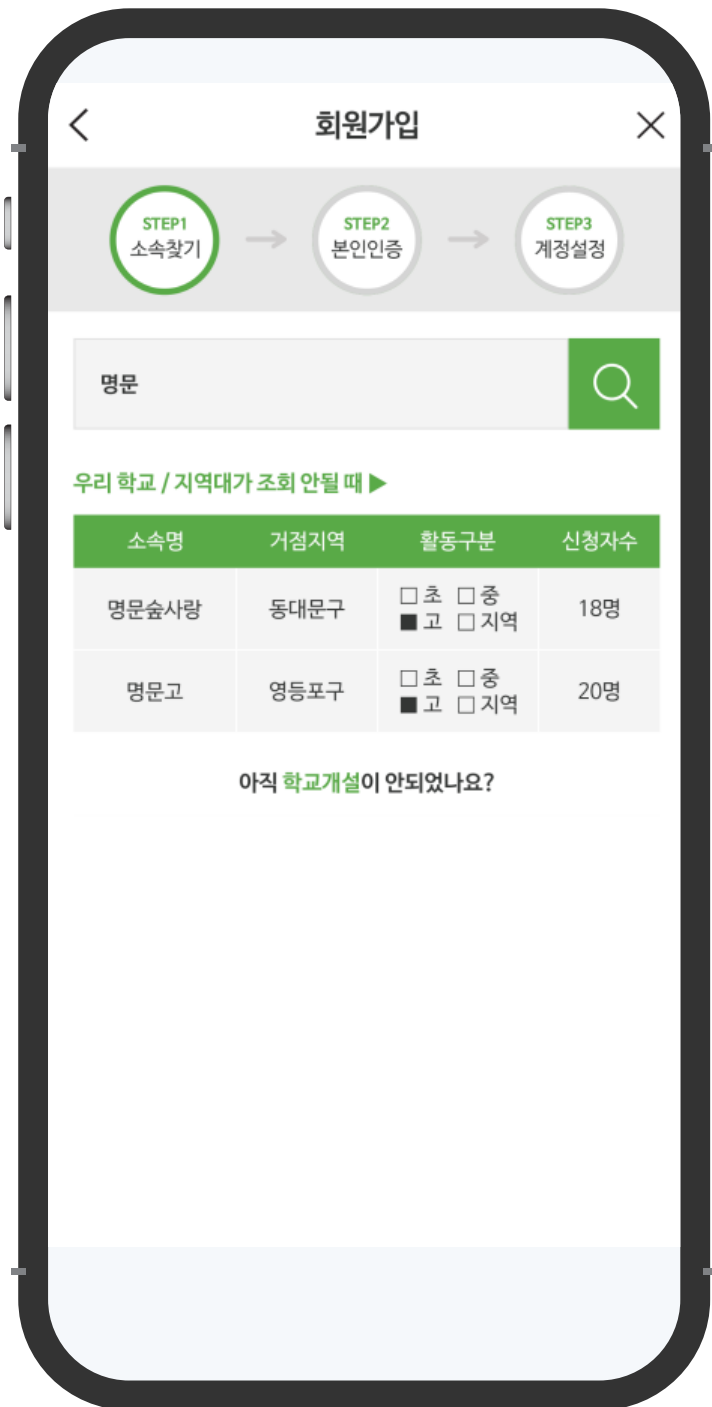 회원가입
STEP1 STEP2 STEP3
소속찾기 본인인증 계정설정
명문
우리 학교 / 지역대가 조회 안될 때 ▶
소속명 거점지역 활동구분 신청자수
명문숲사랑 동대문구 □ 초 □ 중 ■ 고 □ 지역 18명
명문고 영등포구 □ 초 □ 중 ■ 고 □ 지역 20명
아직 학교개설이 안되었나요?